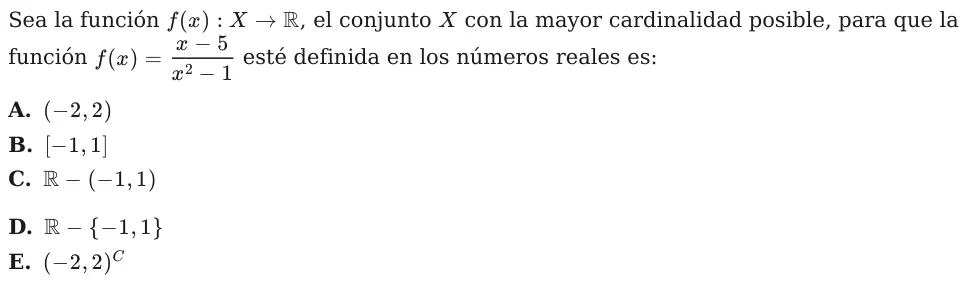 Sea la función f(x) : X → ℝ, el conjunto X con la mayor cardinalidad posible, para que la
función f(x) = \frac{x − 5}{x² − 1} esté definida en los números reales es:
A. (−2, 2)
B. [−1, 1]
C. ℝ − (−1, 1)
D. ℝ − {−1, 1}
E. (−2, 2)^C